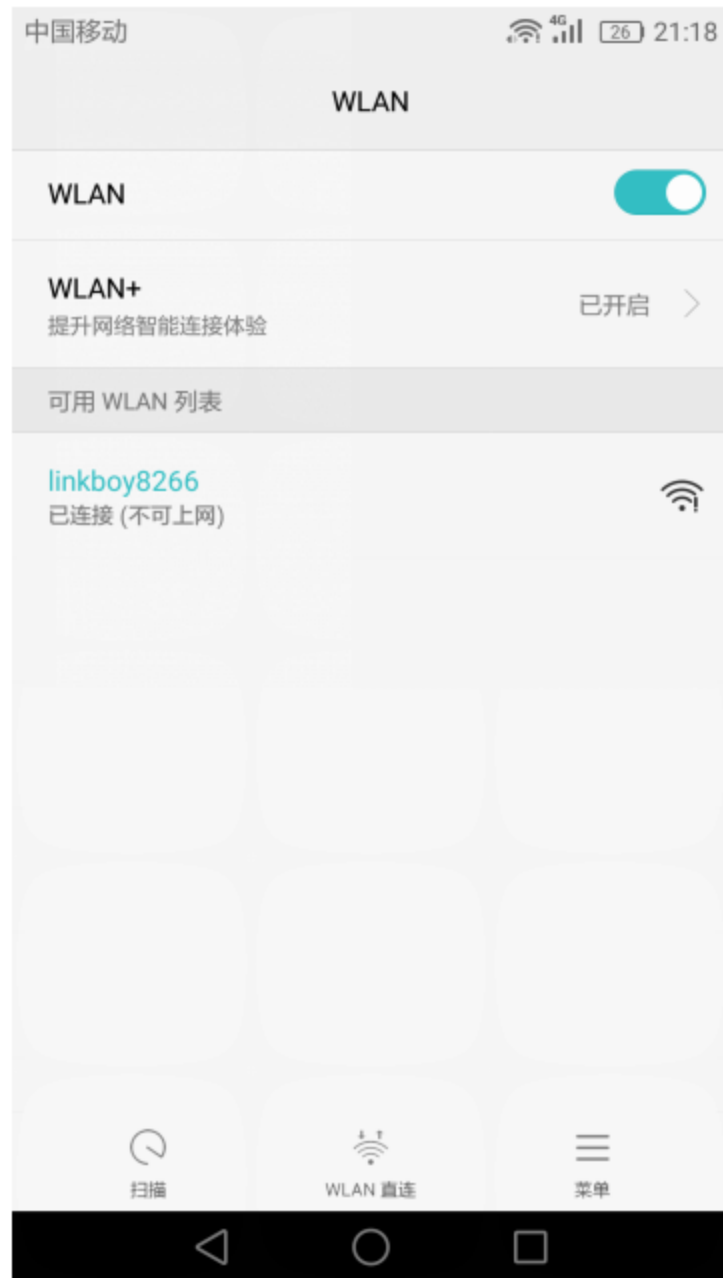 中国移动 4G 26 21:18
WLAN
WLAN
WLAN+
提升网络智能连接体验
已开启
可用 WLAN 列表
linkboy8266
已连接 (不可上网)
扫描 WLAN 直连 菜单